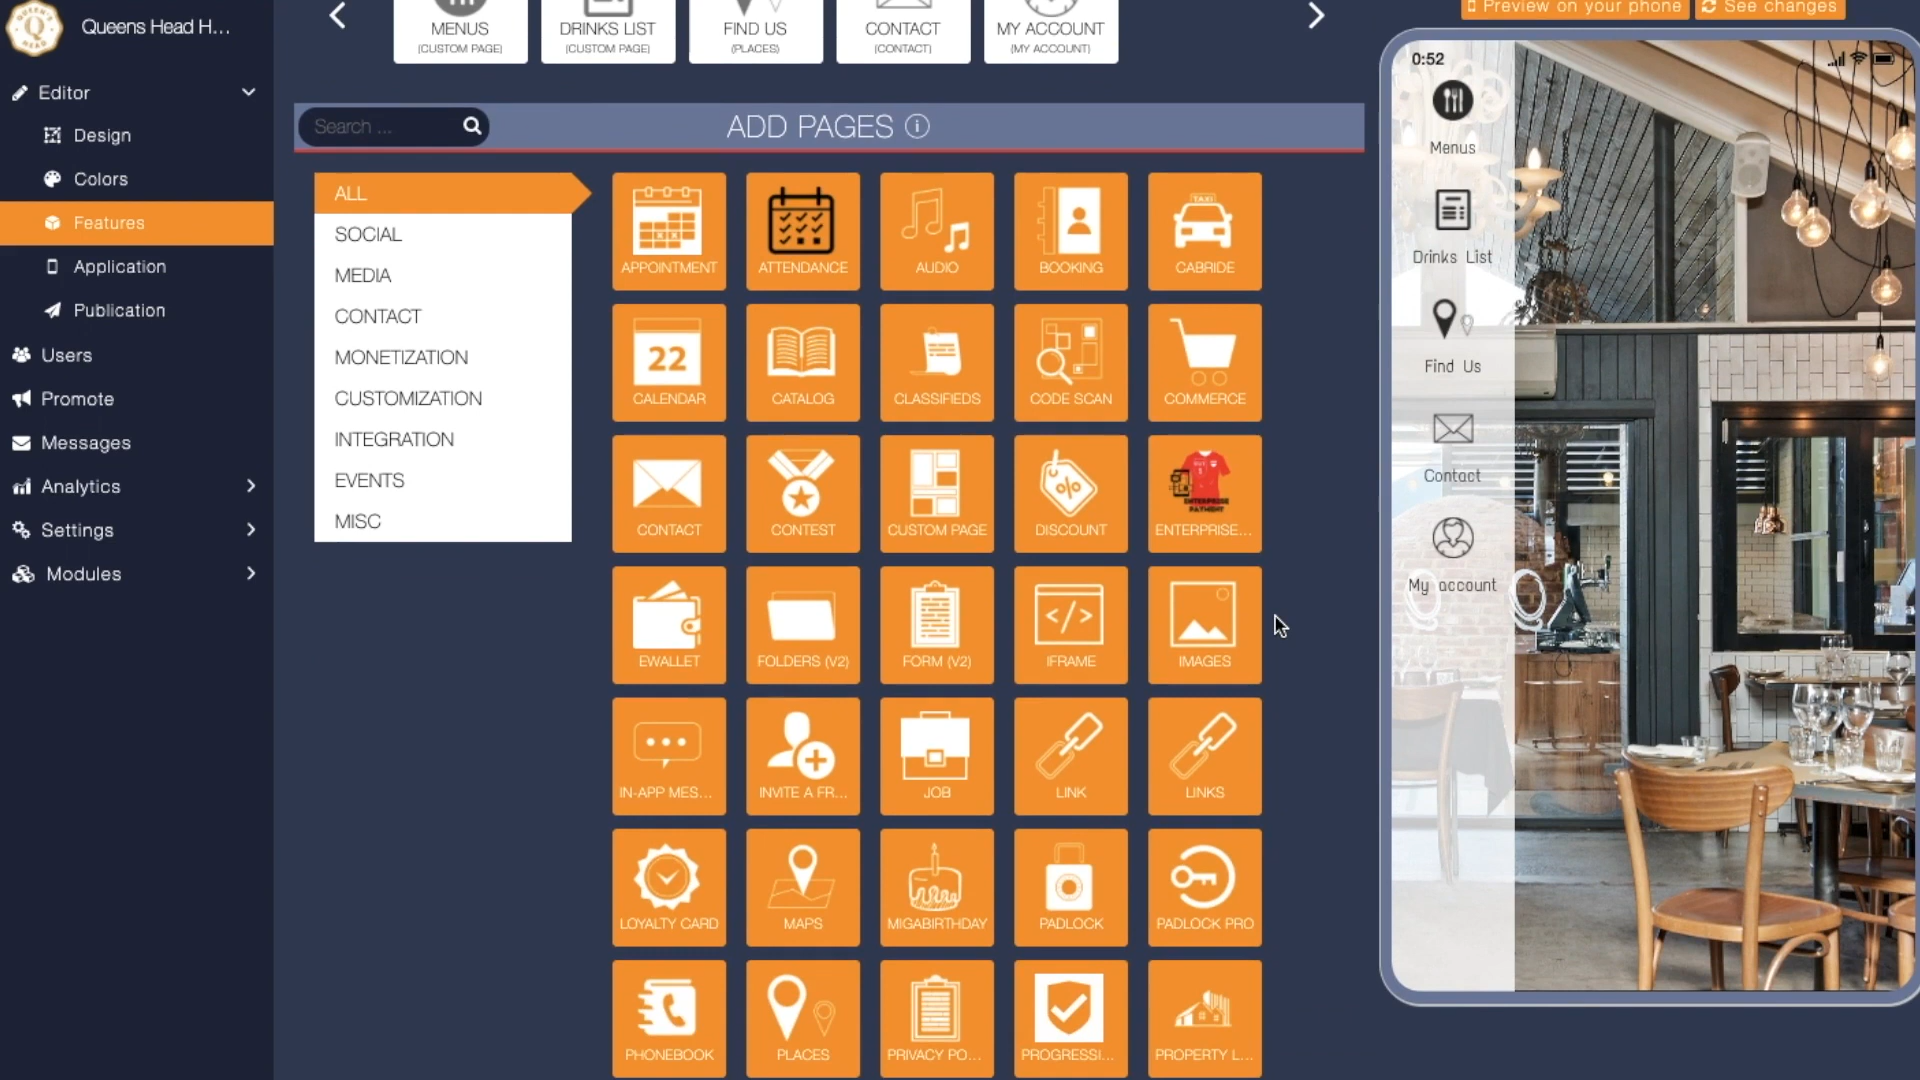 Queens Head H...
Editor
Design
Colors
Features
Application
Publication
Users
Promote
Messages
Analytics
Settings
Modules
MENUS
(CUSTOM PAGE)
DRINKS LIST
(CUSTOM PAGE)
FIND US
(PLACES)
CONTACT
(CONTACT)
MY ACCOUNT
(MY ACCOUNT)
Preview on your phone
See changes
Search ...
ADD PAGES
ALL
SOCIAL
MEDIA
CONTACT
MONETIZATION
CUSTOMIZATION
INTEGRATION
EVENTS
MISC
APPOINTMENT
ATTENDANCE
AUDIO
BOOKING
TAXI
CABRIDE
22
CALENDAR
CATALOG
CLASSIFIEDS
CODE SCAN
COMMERCE
CONTACT
CONTEST
CUSTOM PAGE
DISCOUNT
ENTERPRISE
PAYMENT
ENTERPRISE...
EWALLET
FOLDERS (V2)
FORM (V2)
IFRAME
IMAGES
IN-APP MES...
INVITE A FR...
JOB
LINK
LINKS
LOYALTY CARD
MAPS
MIGABIRTHDAY
PADLOCK
PADLOCK PRO
PHONEBOOK
PLACES
PRIVACY PO...
PROGRESSI...
PROPERTY L...
0:52
Menus
Drinks List
Find Us
Contact
My account